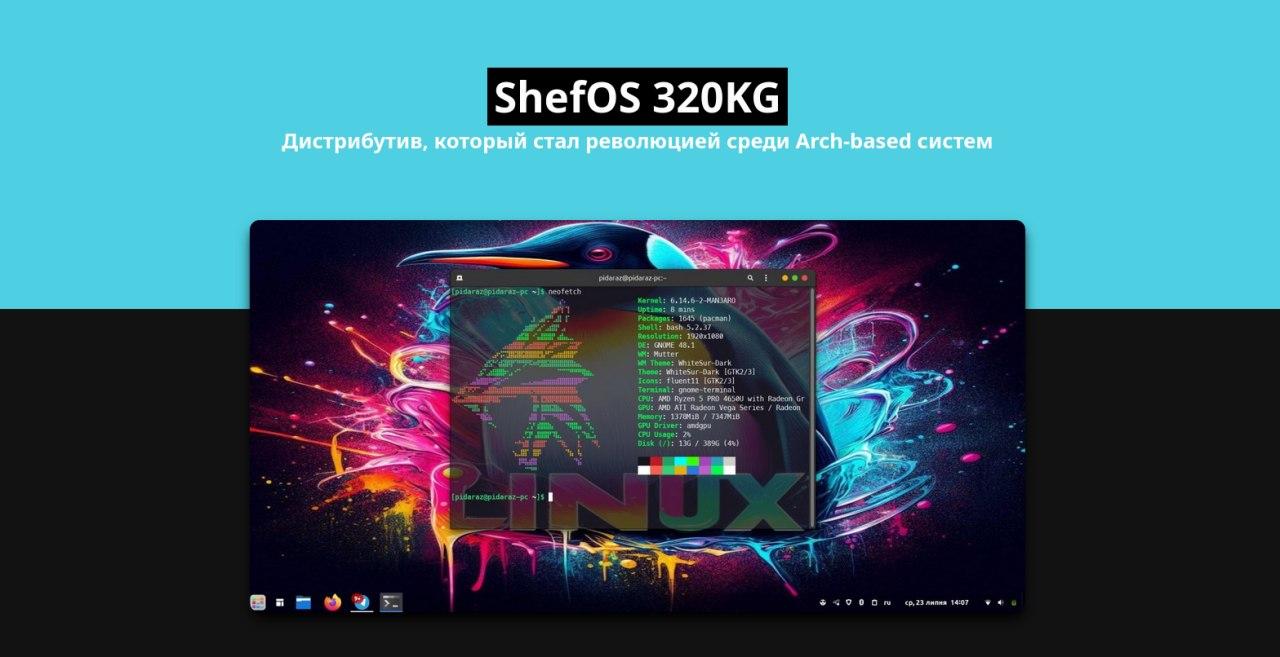 ShefOS 320KG
Дистрибутив, который стал революцией среди Arch-based систем
pidaraz@pidaraz-pc:~
[pidaraz@pidaraz-pc ~]$ neofetch
Kernel: 6.14.6-2-MANJARO
Uptime: 8 mins
Packages: 1645 (pacman)
Shell: bash 5.2.37
Resolution: 1920x1080
DE: GNOME 48.1
WM: Mutter
WM Theme: WhiteSur-Dark
Theme: WhiteSur-Dark [GTK2/3]
Icons: fluent11 [GTK2/3]
Terminal: gnome-terminal
CPU: AMD Ryzen 5 PRO 4650U with Radeon Gr
GPU: AMD ATI Radeon Vega Series / Radeon
Memory: 1378MiB / 7347MiB
GPU Driver: amdgpu
CPU Usage: 2%
Disk (/): 13G / 389G (4%)
[pidaraz@pidaraz-pc ~]$
LINUX
ru ср, 23 липня 14:07